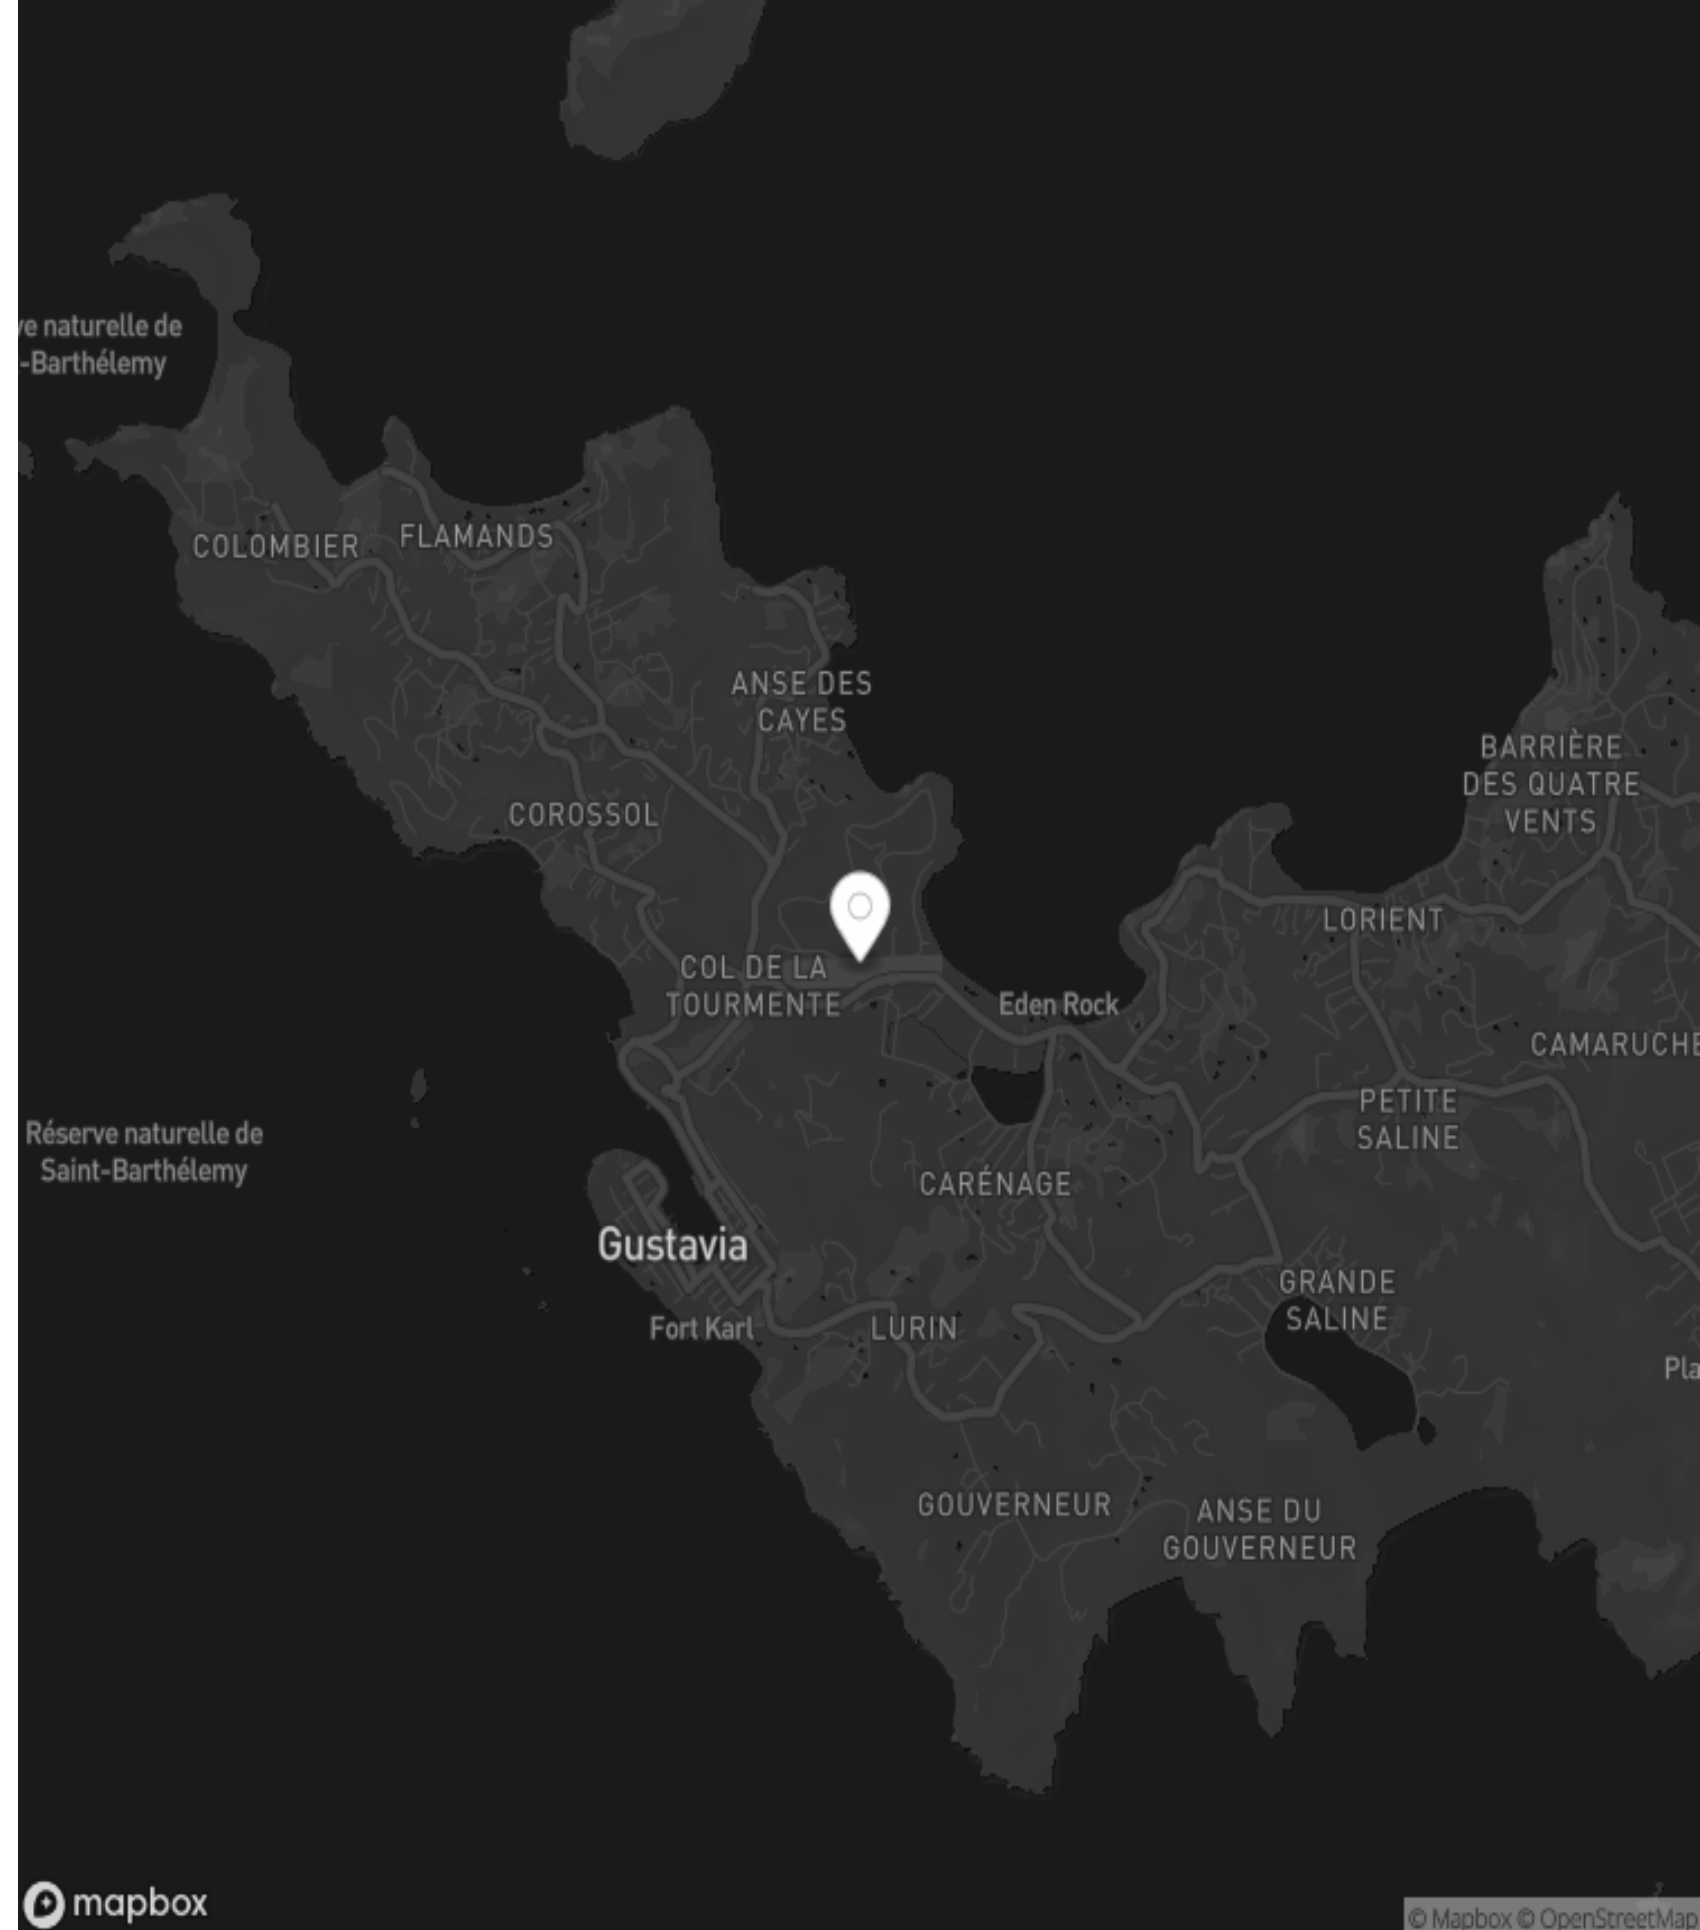 ve naturelle de
-Barthélemy
COLOMBIER
FLAMANDS
ANSE DES
CAYES
BARRIÈRE
DES QUATRE
VENTS
COROSSOL
LORIENT
COL DE LA
TOURMENTE
Eden Rock
CAMARUCHE
PETITE
SALINE
Réserve naturelle de
Saint-Barthélemy
CARÉNAGE
Gustavia
GRANDE
SALINE
Fort Karl
LURIN
Pla
GOUVERNEUR
ANSE DU
GOUVERNEUR
mapbox
© Mapbox © OpenStreetMap